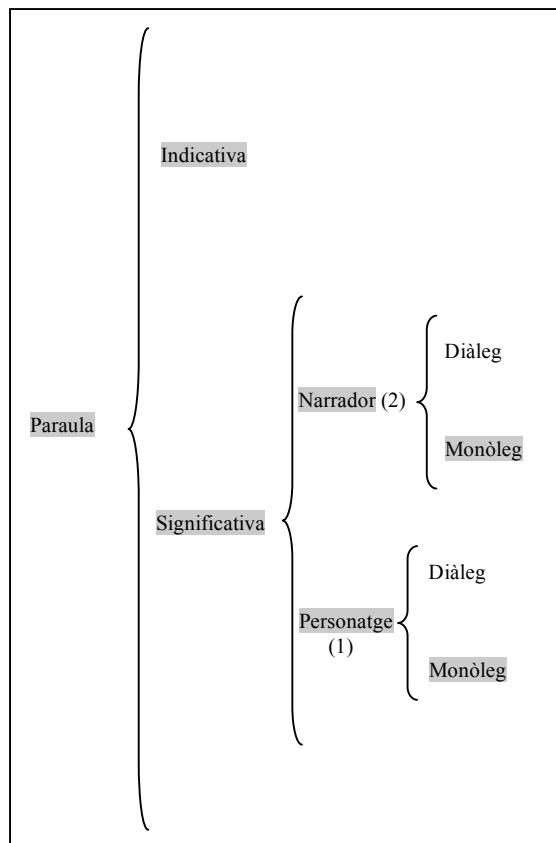 Indicativa
Diàleg
Narrador (2)
Paraula
Monòleg
Significativa
Diàleg
Personatge
(1)
Monòleg